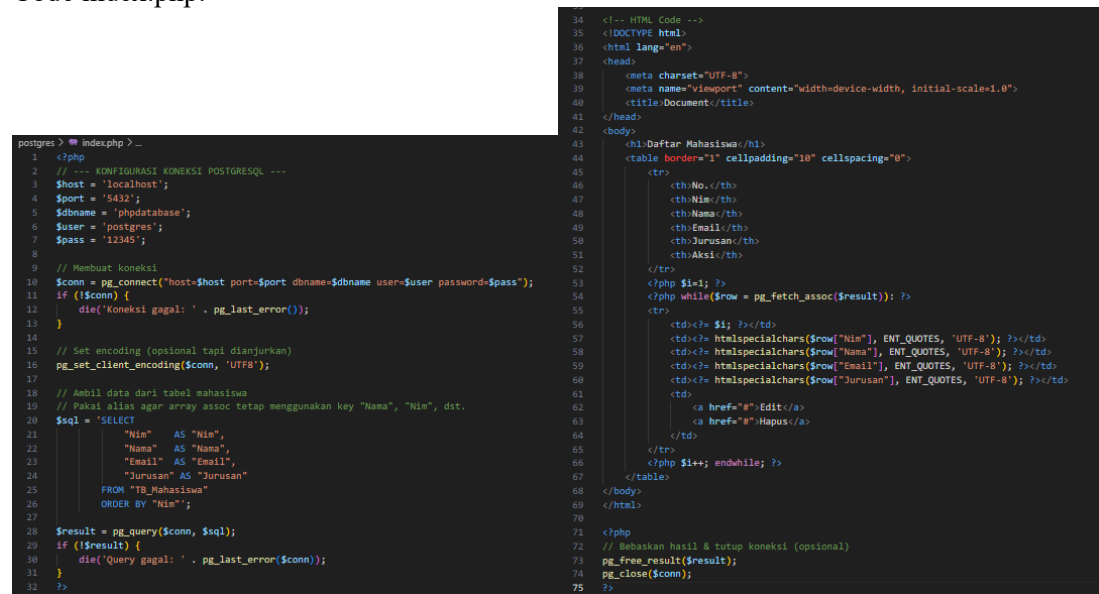 postgres > index.php > ...
1 <?php
2 // --- KONFIGURASI KONEKSI POSTGRESQL ---
3 $host = 'localhost';
4 $port = '5432';
5 $dbname = 'phpdatabase';
6 $user = 'postgres';
7 $pass = '12345';
8
9 // Membuat koneksi
10 $conn = pg_connect("host=$host port=$port dbname=$dbname user=$user password=$pass");
11 if (!$conn) {
12 die('Koneksi gagal: ' . pg_last_error());
13 }
14
15 // Set encoding (opsional tapi dianjurkan)
16 pg_set_client_encoding($conn, 'UTF8');
17
18 // Ambil data dari tabel mahasiswa
19 // Pakai alias agar array assoc tetap menggunakan key "Nama", "Nim", dst.
20 $sql = 'SELECT
21 "Nim" AS "Nim",
22 "Nama" AS "Nama",
23 "Email" AS "Email",
24 "Jurusan" AS "Jurusan"
25 FROM "TB_Mahasiswa"
26 ORDER BY "Nim"';
27
28 $result = pg_query($conn, $sql);
29 if (!$result) {
30 die('Query gagal: ' . pg_last_error($conn));
31 }
32 ?>
34 <!-- HTML Code -->
35 <!DOCTYPE html>
36 <html lang="en">
37 <head>
38 <meta charset="UTF-8">
39 <meta name="viewport" content="width=device-width, initial-scale=1.0">
40 <title>Document</title>
41 </head>
42 <body>
43 <h1>Daftar Mahasiswa</h1>
44 <table border="1" cellpadding="10" cellspacing="0">
45 <tr>
46 <th>No.</th>
47 <th>Nim</th>
48 <th>Nama</th>
49 <th>Email</th>
50 <th>Jurusan</th>
51 <th>Aksi</th>
52 </tr>
53 <?php $i=1; ?>
54 <?php while($row = pg_fetch_assoc($result)): ?>
55 <tr>
56 <td><?= $i; ?></td>
57 <td><?= htmlspecialchars($row["Nim"], ENT_QUOTES, 'UTF-8'); ?></td>
58 <td><?= htmlspecialchars($row["Nama"], ENT_QUOTES, 'UTF-8'); ?></td>
59 <td><?= htmlspecialchars($row["Email"], ENT_QUOTES, 'UTF-8'); ?></td>
60 <td><?= htmlspecialchars($row["Jurusan"], ENT_QUOTES, 'UTF-8'); ?></td>
61 <td>
62 <a href="#">Edit</a>
63 <a href="#">Hapus</a>
64 </td>
65 </tr>
66 <?php $i++; endwhile; ?>
67 </table>
68 </body>
69 </html>
70
71 <?php
72 // Bebaskan hasil & tutup koneksi (opsional)
73 pg_free_result($result);
74 pg_close($conn);
75 ?>